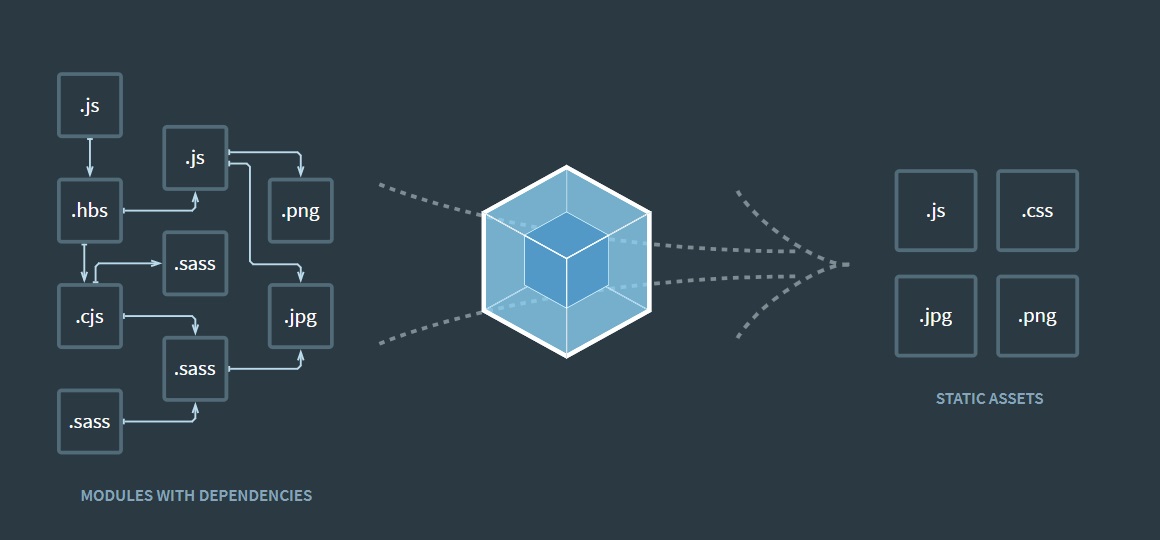 .js
.js
.hbs
.png
.sass
.cjs
.jpg
.sass
.sass
MODULES WITH DEPENDENCIES
.js
.css
.jpg
.png
STATIC ASSETS